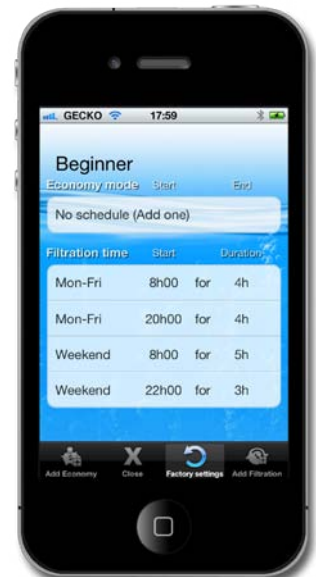 GECKO 17:59
Beginner
Economy mode Start End
No schedule (Add one)
Filtration time Start Duration
Mon-Fri 8h00 for 4h
Mon-Fri 20h00 for 4h
Weekend 8h00 for 5h
Weekend 22h00 for 3h
Add Economy Close Factory settings Add Filtration